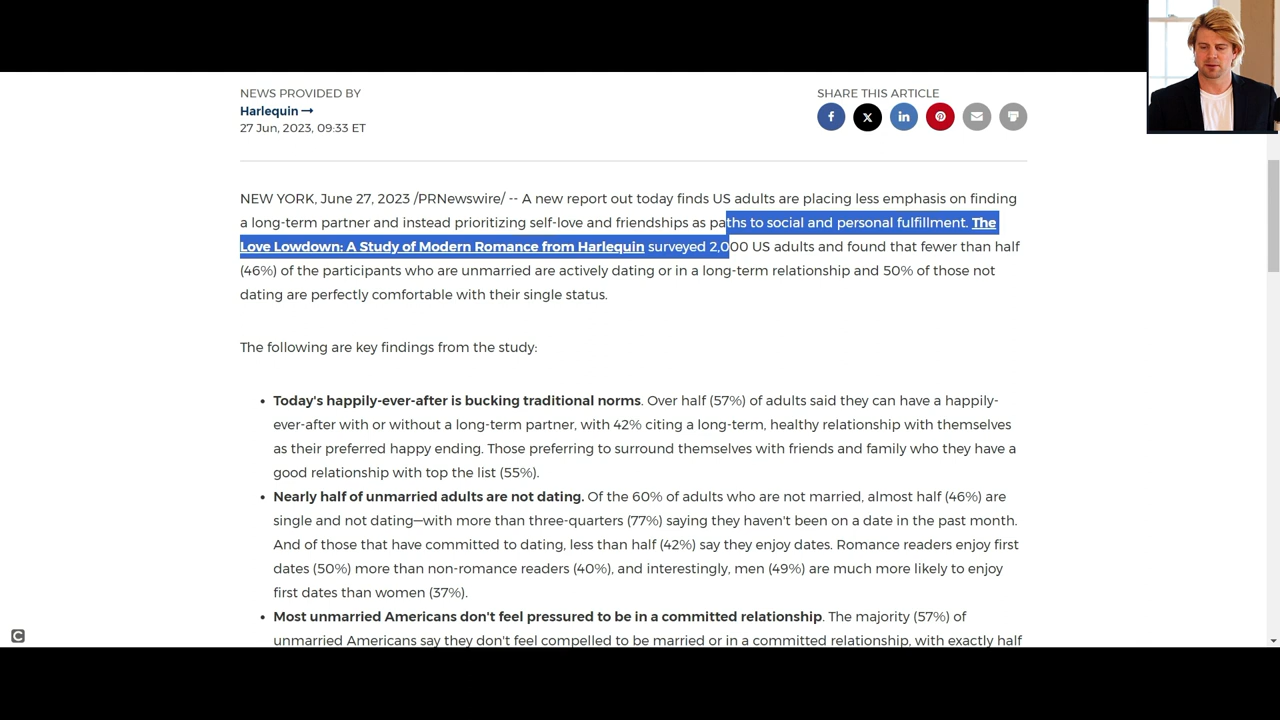 NEWS PROVIDED BY
Harlequin →
27 Jun, 2023, 09:33 ET
SHARE THIS ARTICLE
NEW YORK, June 27, 2023 /PRNewswire/ -- A new report out today finds US adults are placing less emphasis on finding
a long-term partner and instead prioritizing self-love and friendships as paths to social and personal fulfillment. The
Love Lowdown: A Study of Modern Romance from Harlequin surveyed 2,000 US adults and found that fewer than half
(46%) of the participants who are unmarried are actively dating or in a long-term relationship and 50% of those not
dating are perfectly comfortable with their single status.
The following are key findings from the study:
• Today's happily-ever-after is bucking traditional norms. Over half (57%) of adults said they can have a happily-
ever-after with or without a long-term partner, with 42% citing a long-term, healthy relationship with themselves
as their preferred happy ending. Those preferring to surround themselves with friends and family who they have a
good relationship with top the list (55%).
• Nearly half of unmarried adults are not dating. Of the 60% of adults who are not married, almost half (46%) are
single and not dating—with more than three-quarters (77%) saying they haven't been on a date in the past month.
And of those that have committed to dating, less than half (42%) say they enjoy dates. Romance readers enjoy first
dates (50%) more than non-romance readers (40%), and interestingly, men (49%) are much more likely to enjoy
first dates than women (37%).
• Most unmarried Americans don't feel pressured to be in a committed relationship. The majority (57%) of
unmarried Americans say they don't feel compelled to be married or in a committed relationship, with exactly half